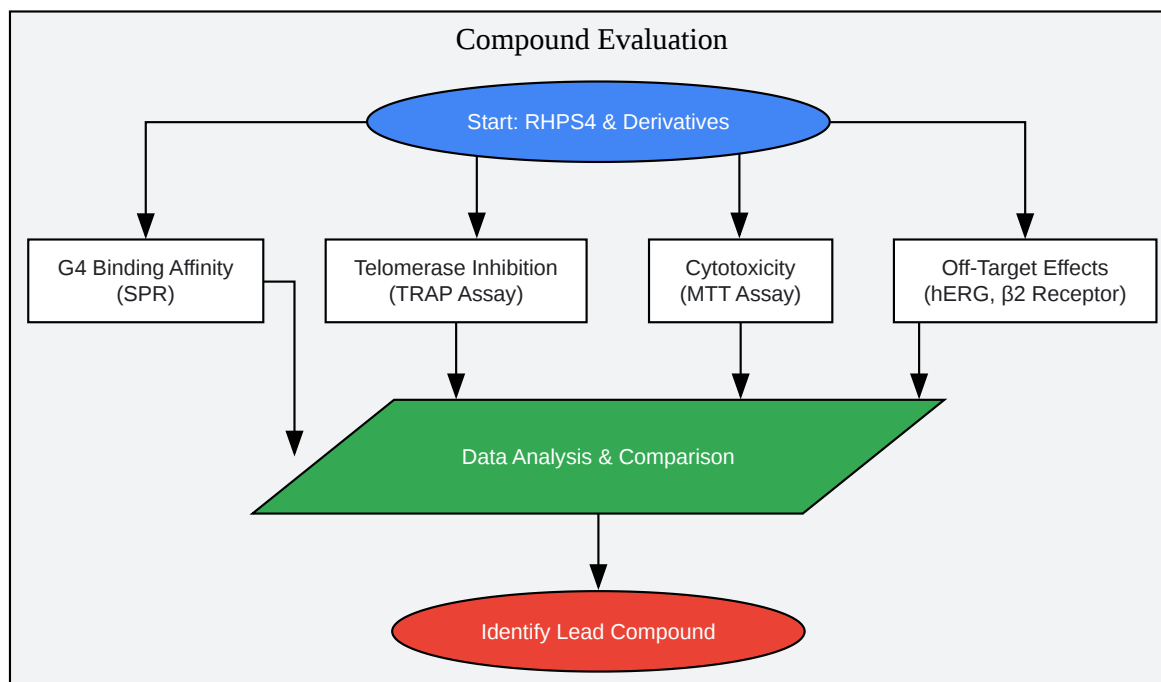 Compound Evaluation
Start: RHPS4 & Derivatives
G4 Binding Affinity
(SPR)
Telomerase Inhibition
(TRAP Assay)
Cytotoxicity
(MTT Assay)
Off-Target Effects
(hERG, β2 Receptor)
Data Analysis & Comparison
Identify Lead Compound